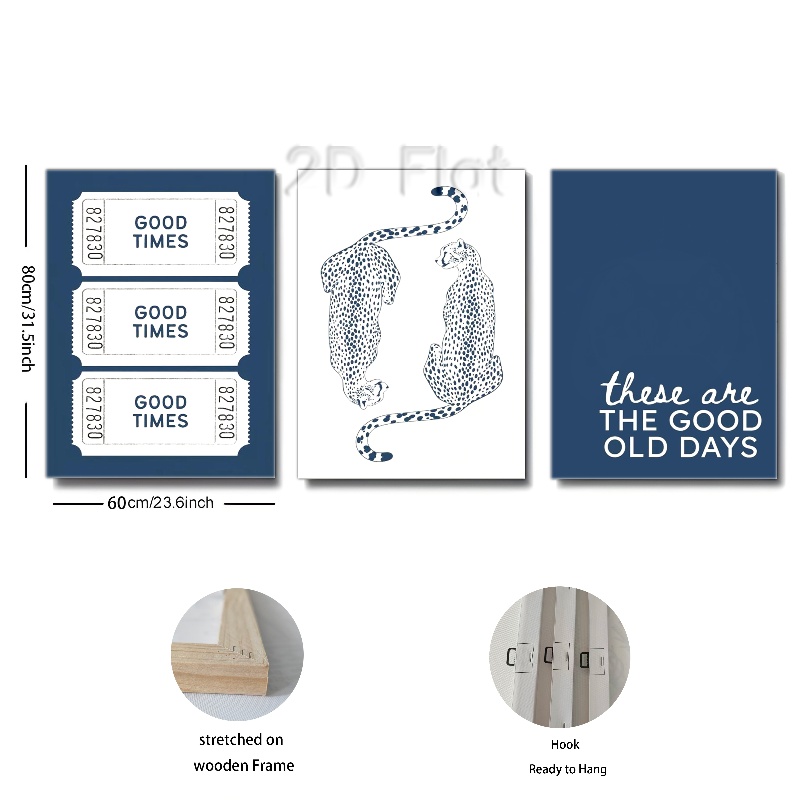 2D Flat
827830 GOOD TIMES 827830
827830 GOOD TIMES 827830
827830 GOOD TIMES 827830
these are
THE GOOD
OLD DAYS
80cm/31.5inch
60cm/23.6inch
stretched on
wooden Frame
Hook
Ready to Hang